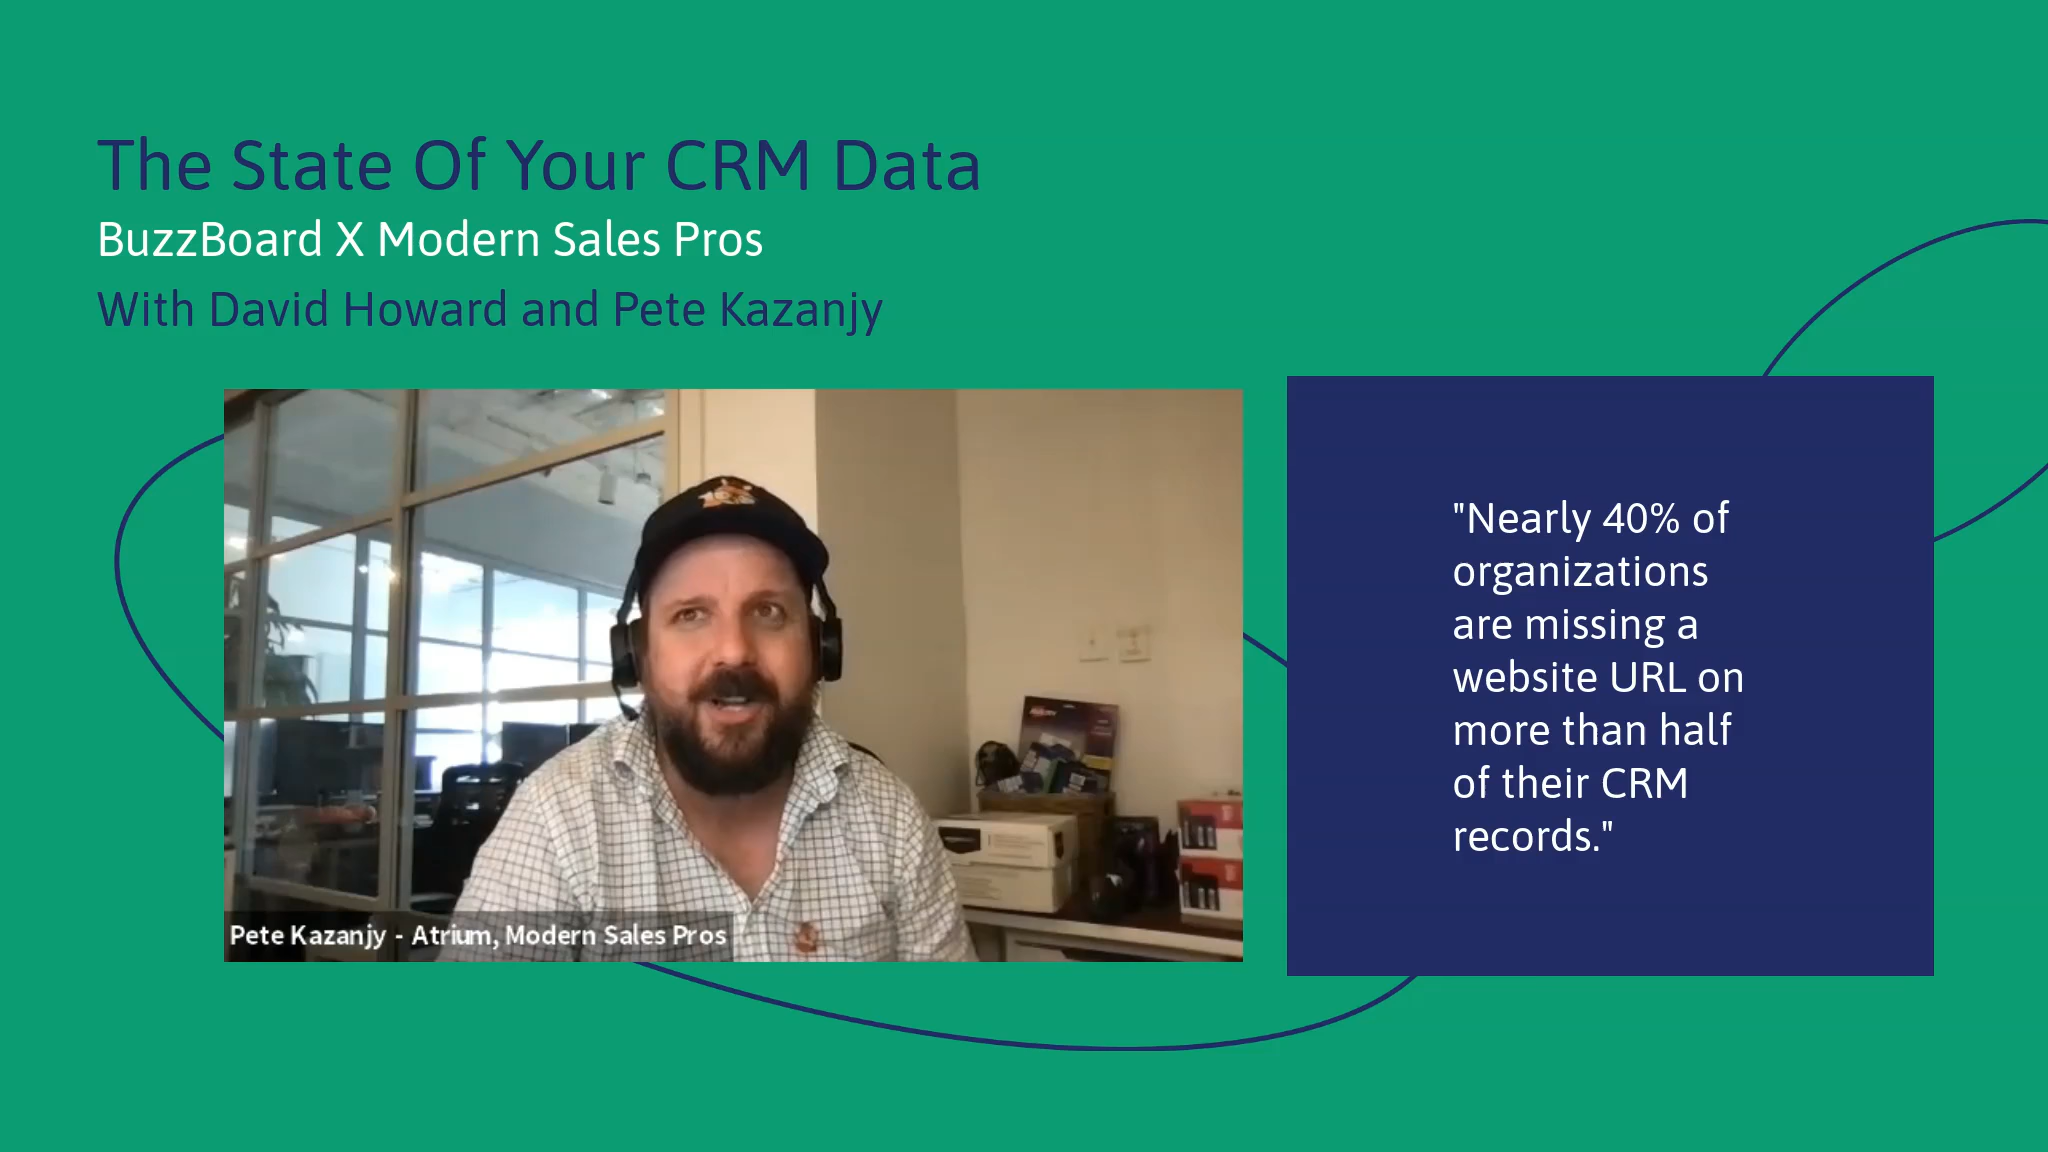 The State Of Your CRM Data
BuzzBoard X Modern Sales Pros
With David Howard and Pete Kazanjy
"Nearly 40% of
organizations
are missing a
website URL on
more than half
of their CRM
records."
Pete Kazanjy - Atrium, Modern Sales Pros